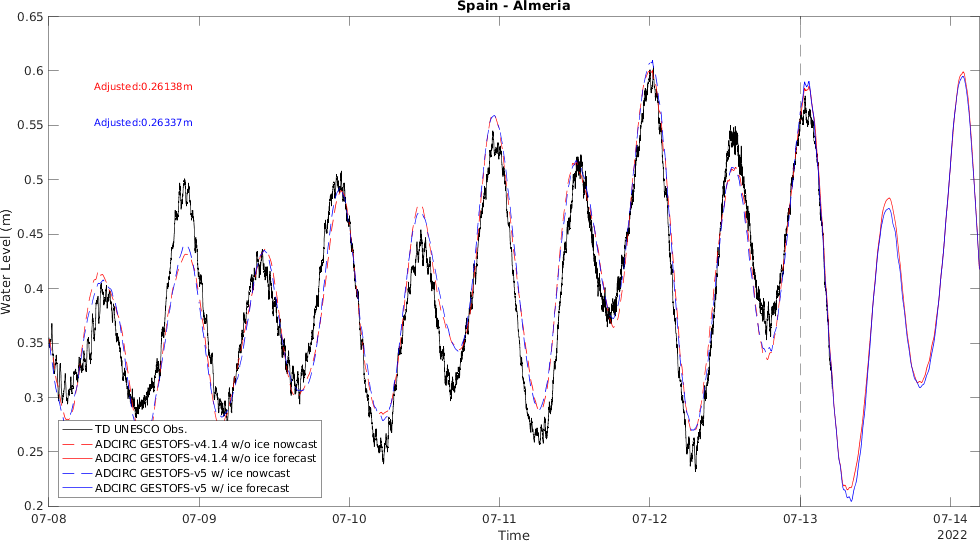 Spain - Almeria
0.65
0.6
0.55
0.5
0.45
0.4
0.35
0.3
0.25
0.2
Water Level (m)
Adjusted:0.26138m
Adjusted:0.26337m
TD UNESCO Obs.
ADCIRC GESTOFS-v4.1.4 w/o ice nowcast
ADCIRC GESTOFS-v4.1.4 w/o ice forecast
ADCIRC GESTOFS-v5 w/ ice nowcast
ADCIRC GESTOFS-v5 w/ ice forecast
07-08 07-09 07-10 07-11 07-12 07-13 07-14
Time
2022